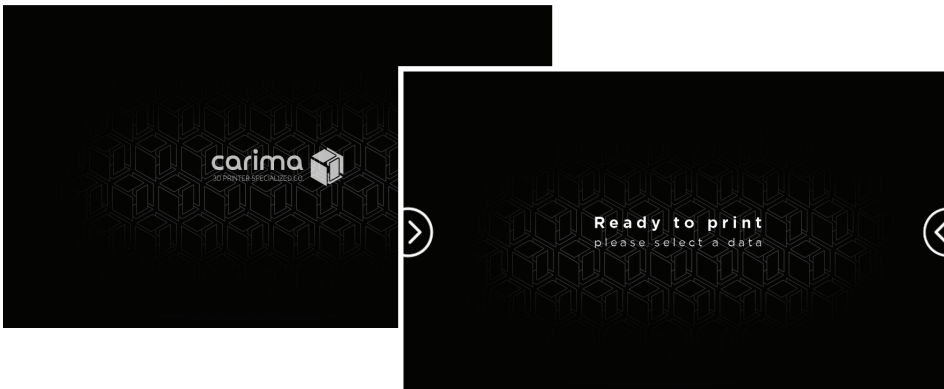 carima
3D PRINTER SPECIALIZED CO.
Ready to print
please select a data